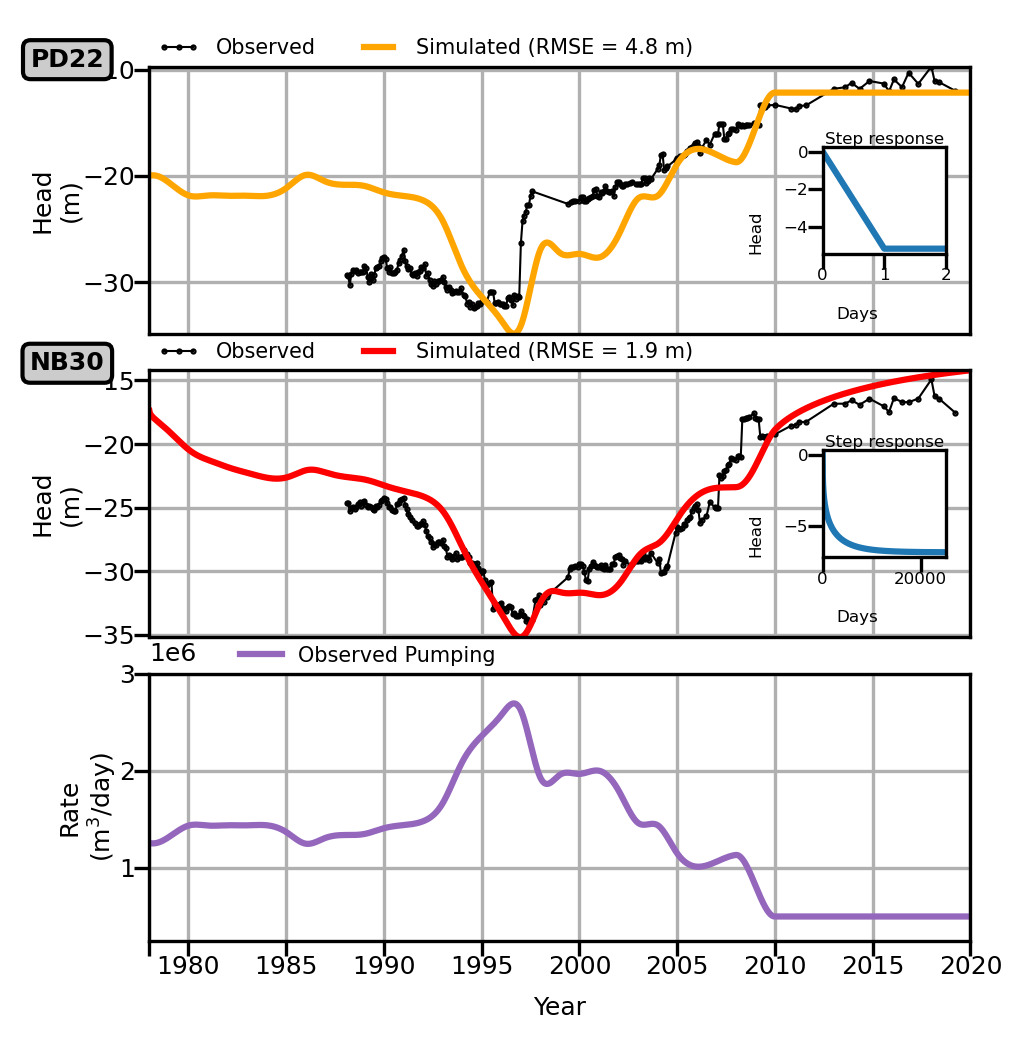 Observed Simulated (RMSE = 4.8 m)
PD22
10
−20
−30
Head
(m)
Step response
0
−2
−4
Head
0 1 2
Days
Observed Simulated (RMSE = 1.9 m)
NB30
15
−20
−25
−30
−35
Head
(m)
Step response
0
−5
Head
0 20000
Days
1e6
Observed Pumping
3
2
1
Rate
(m³/day)
1980 1985 1990 1995 2000 2005 2010 2015 2020
Year